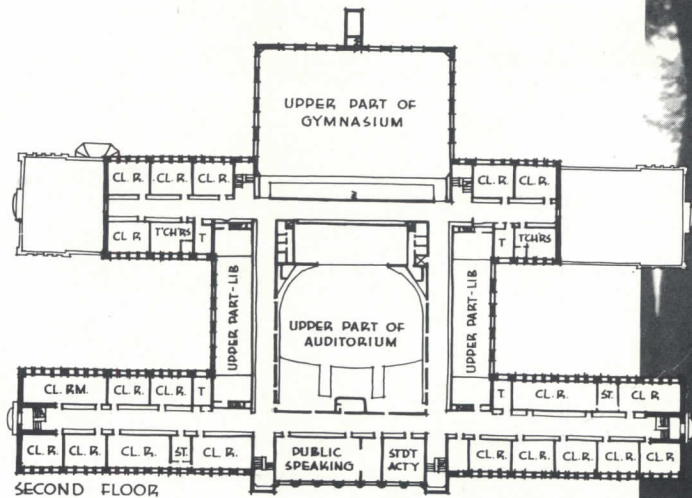 UPPER PART OF
GYMNASIUM
CL. R. CL. R. CL. R.
CL. R. CL. R.
CL. R T'CH'RS T
T T'CH'RS
UPPER PART-LIB
UPPER PART OF
AUDITORIUM
UPPER PART-LIB
CL. RM. CL. R. CL. R. T
T. CL. R. ST. CL R
CL. R. CL. R. CL. R. ST. CL. R.
PUBLIC
SPEAKING
STDT
ACTY
CL. R. CL. R. CL. R. CL. R. CL.R.
SECOND FLOOR